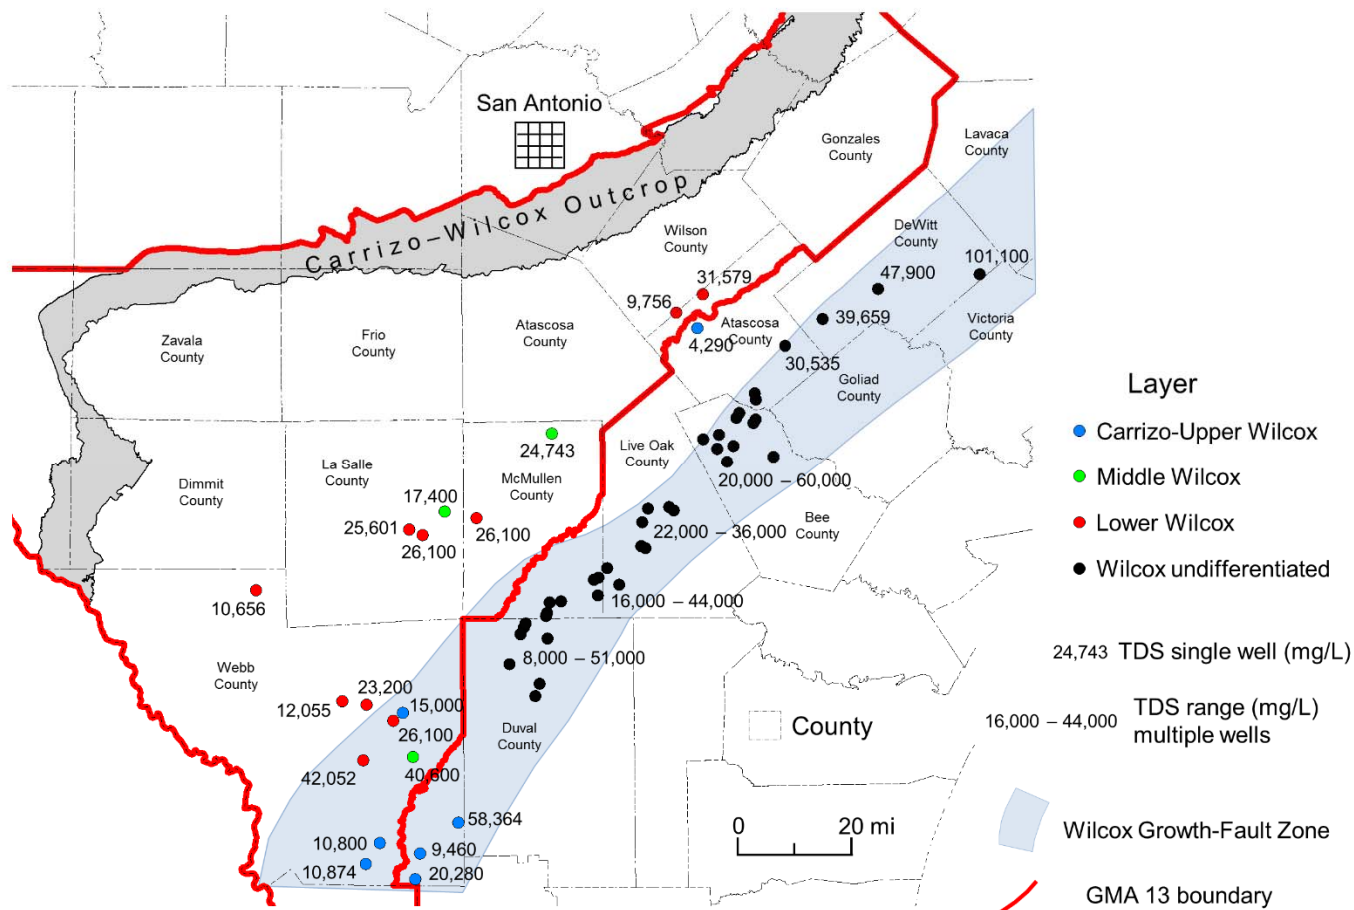 San Antonio
Carrizo–Wilcox Outcrop
Gonzales
County
Lavaca
County
Wilson
County
DeWitt
County
31,579
47,900
101,100
9,756
4,290
Atascosa
County
39,659
Victoria
County
Zavala
County
Frio
County
Atascosa
County
30,535
Goliad
County
24,743
Live Oak
County
La Salle
County
McMullen
County
Dimmit
County
20,000 – 60,000
17,400
25,601
26,100
26,100
22,000 – 36,000
Bee
County
10,656
16,000 – 44,000
Webb
County
8,000 – 51,000
23,200
12,055
15,000
26,100
Duval
County
42,052
40,600
58,364
10,800
9,460
10,874
20,280
Layer
Carrizo-Upper Wilcox
Middle Wilcox
Lower Wilcox
Wilcox undifferentiated
24,743 TDS single well (mg/L)
16,000 – 44,000 TDS range (mg/L)
multiple wells
County
0 20 mi
Wilcox Growth-Fault Zone
GMA 13 boundary